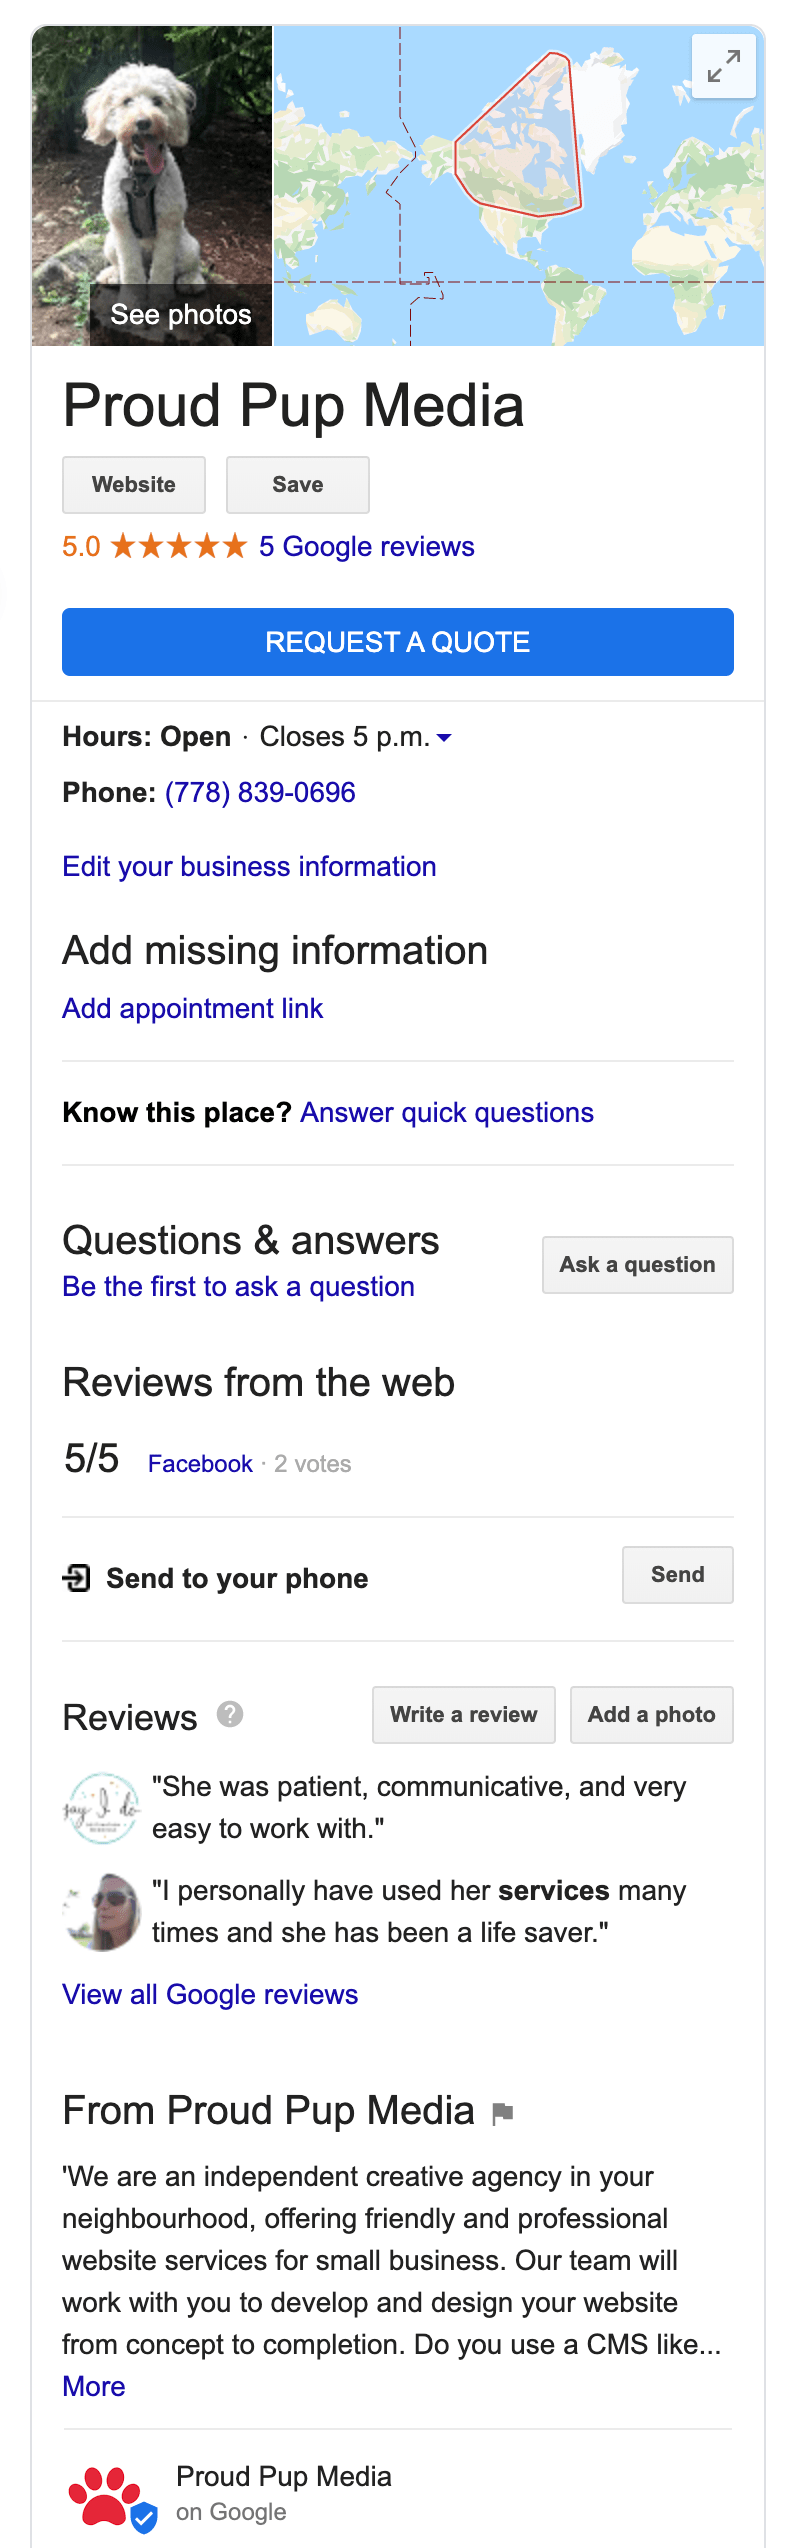 See photos
Proud Pup Media
Website Save
5.0 ★★★★★ 5 Google reviews
REQUEST A QUOTE
Hours: Open · Closes 5 p.m.
Phone: (778) 839-0696
Edit your business information
Add missing information
Add appointment link
Know this place? Answer quick questions
Questions & answers
Be the first to ask a question
Ask a question
Reviews from the web
5/5 Facebook · 2 votes
Send to your phone Send
Reviews ? Write a review Add a photo
say I do
"She was patient, communicative, and very
easy to work with."
"I personally have used her services many
times and she has been a life saver."
View all Google reviews
From Proud Pup Media
'We are an independent creative agency in your
neighbourhood, offering friendly and professional
website services for small business. Our team will
work with you to develop and design your website
from concept to completion. Do you use a CMS like...
More
Proud Pup Media
on Google